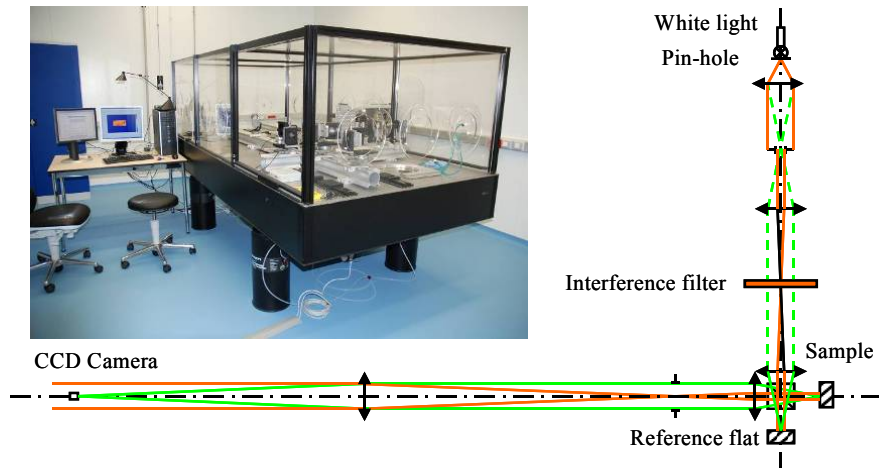 White light
Pin-hole
Interference filter
Sample
CCD Camera
Reference flat